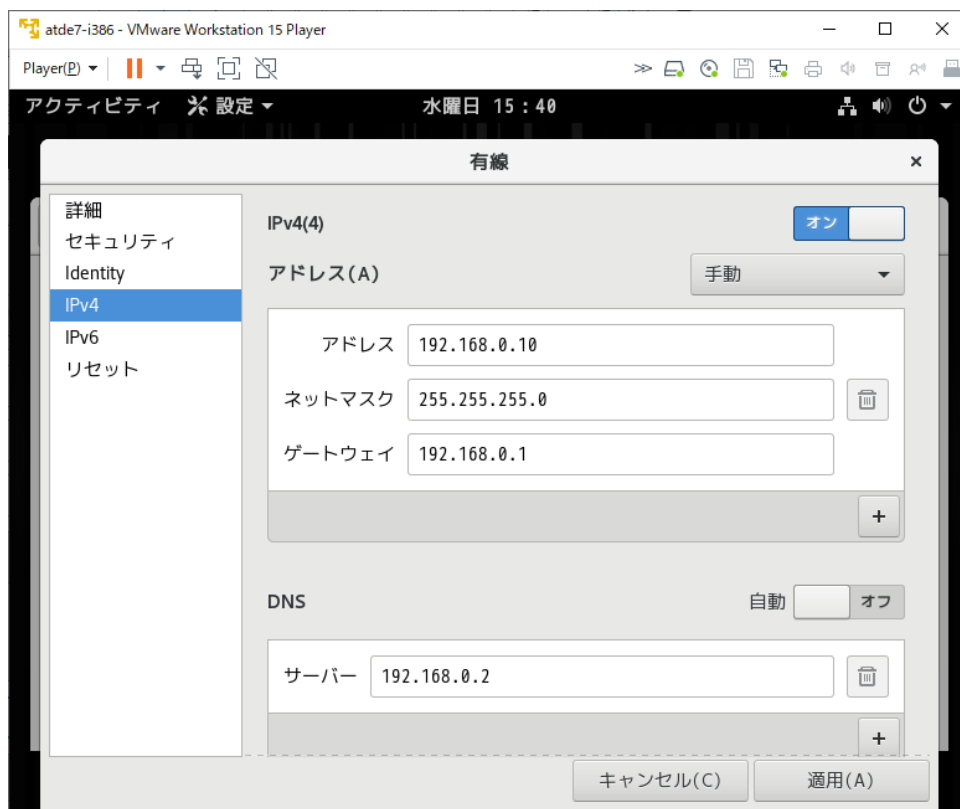 atde7-i386 - VMware Workstation 15 Player
Player(P)
アクティビティ 設定 水曜日 15:40
有線
詳細
セキュリティ
Identity
IPv4
IPv6
リセット
IPv4(4) オン
アドレス(A) 手動
アドレス 192.168.0.10
ネットマスク 255.255.255.0
ゲートウェイ 192.168.0.1
DNS 自動 オフ
サーバー 192.168.0.2
キャンセル(C) 適用(A)